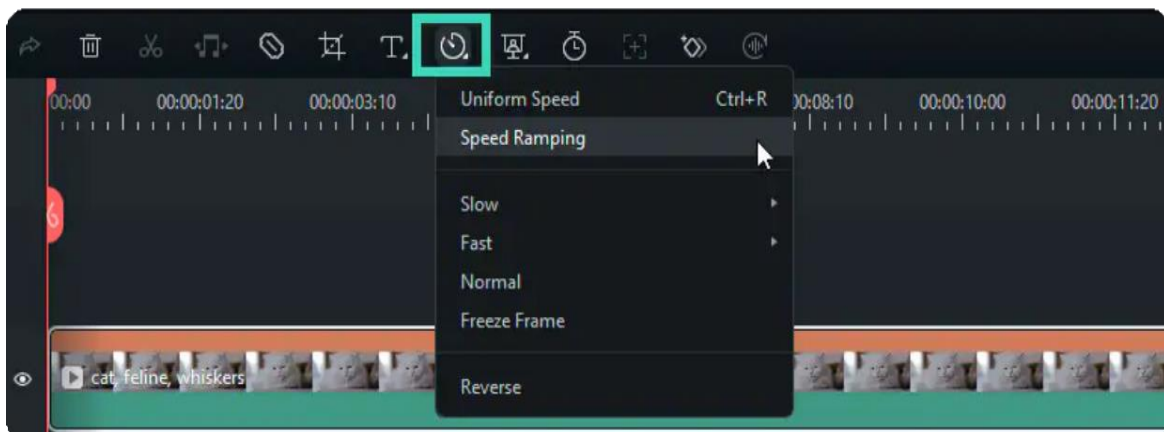 T
00:00 00:00:01:20 00:00:03:10 00:08:10 00:00:10:00 00:00:11:20
Uniform Speed Ctrl+R
Speed Ramping
Slow
Fast
Normal
Freeze Frame
cat, feline, whiskers
Reverse